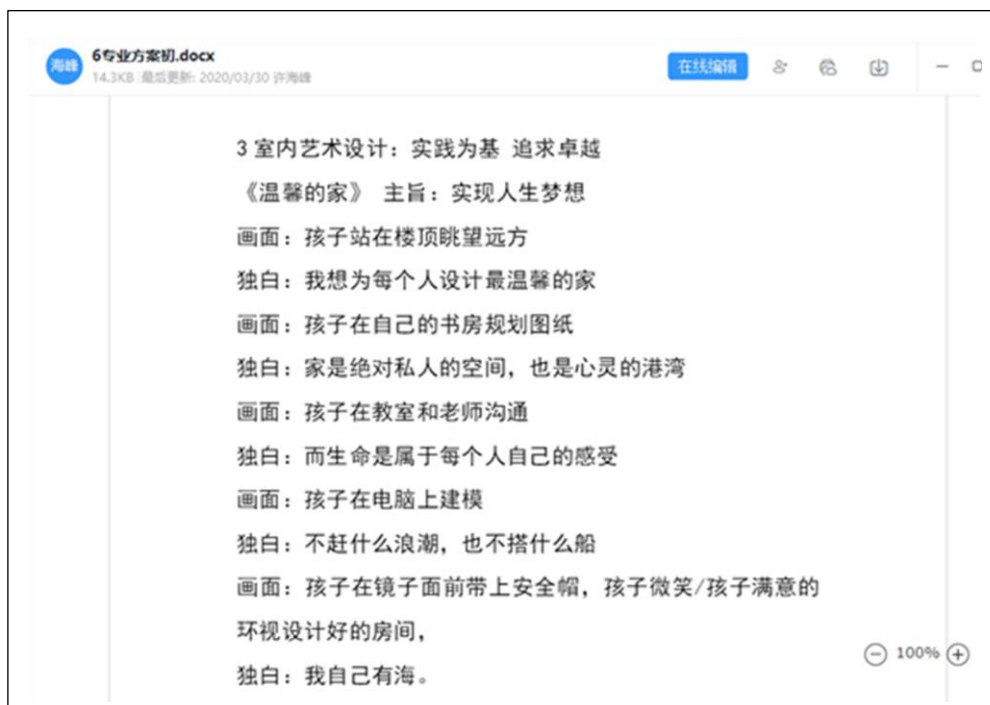 海峰
6专业方案初.docx
14.3KB 最后更新: 2020/03/30 许海峰
在线编辑
3 室内艺术设计：实践为基 追求卓越
《温馨的家》 主旨：实现人生梦想
画面：孩子站在楼顶眺望远方
独白：我想为每个人设计最温馨的家
画面：孩子在自己的书房规划图纸
独白：家是绝对私人的空间，也是心灵的港湾
画面：孩子在教室和老师沟通
独白：而生命是属于每个人自己的感受
画面：孩子在电脑上建模
独白：不赶什么浪潮，也不搭什么船
画面：孩子在镜子面前带上安全帽，孩子微笑/孩子满意的
环视设计好的房间，
独白：我自己有海。
100%